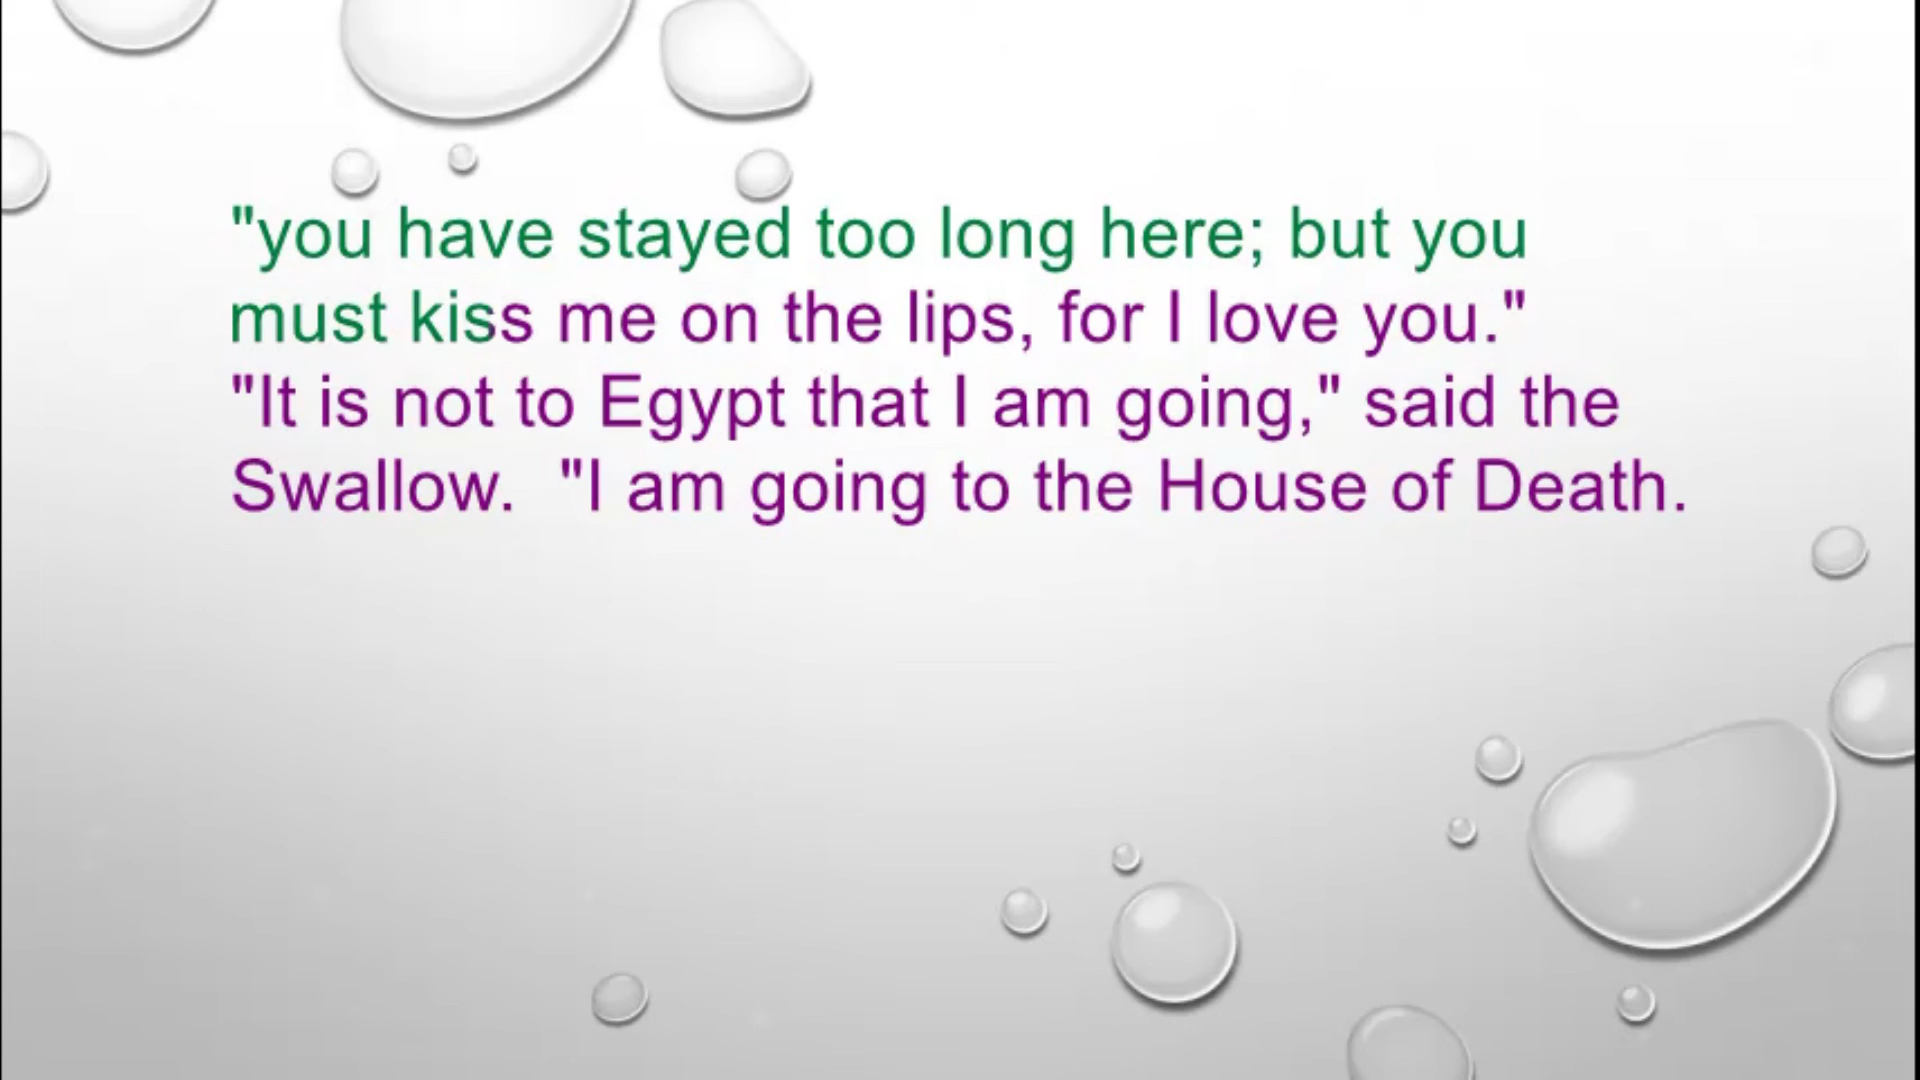 "you have stayed too long here; but you
must kiss me on the lips, for I love you."
"It is not to Egypt that I am going," said the
Swallow.  "I am going to the House of Death.